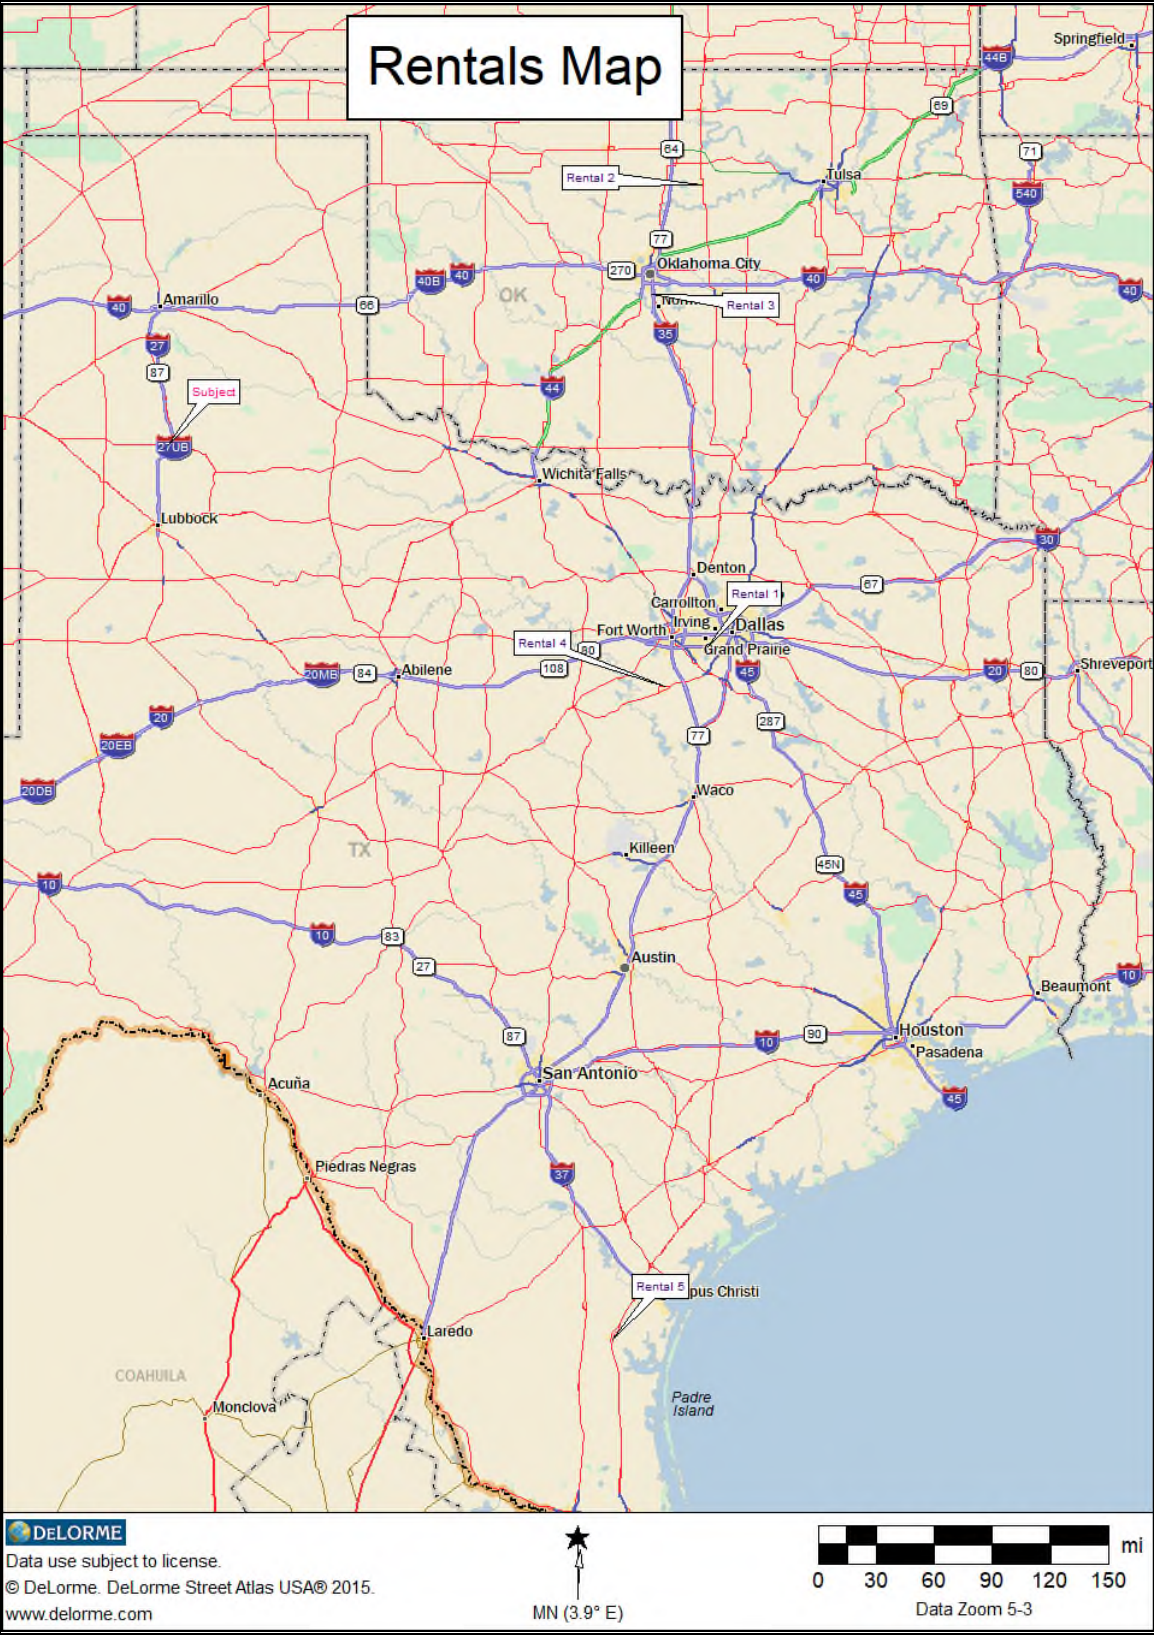 Rentals Map
Springfield
44B
69
64
71
Rental 2
Tulsa
540
77
Oklahoma City
270
40B
40
40
40
OK
Amarillo
40
66
Rental 3
35
27
87
44
Subject
27UB
Wichita Falls
Lubbock
30
Denton
67
Rental 1
Carrollton
Irving
Dallas
Fort Worth
Rental 4
80
Grand Prairie
Shreveport
108
45
20
80
20MB
84
Abilene
20
287
77
20EB
20DB
Waco
TX
Killeen
45N
45
10
10
83
27
Austin
10
Beaumont
87
90
10
Houston
Pasadena
San Antonio
Acuña
45
Piedras Negras
37
Rental 5
pus Christi
Laredo
COAHUILA
Monclova
Padre
Island
DELORME
Data use subject to license.
© DeLorme. DeLorme Street Atlas USA® 2015.
www.delorme.com
MN (3.9° E)
mi
0 30 60 90 120 150
Data Zoom 5-3